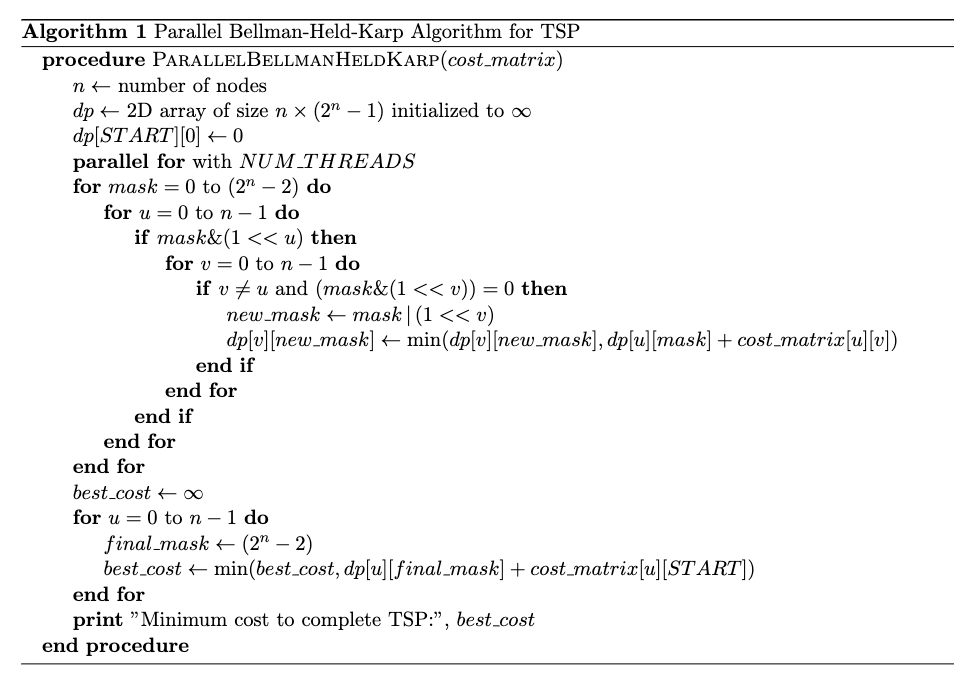 Algorithm 1 Parallel Bellman-Held-Karp Algorithm for TSP
procedure PARALLELBELLMANHELDKARP(cost_matrix)
n ← number of nodes
dp ← 2D array of size n × (2ⁿ − 1) initialized to ∞
dp[START][0] ← 0
parallel for with NUM_THREADS
for mask = 0 to (2ⁿ − 2) do
for u = 0 to n − 1 do
if mask&(1 << u) then
for v = 0 to n − 1 do
if v ≠ u and (mask&(1 << v)) = 0 then
new_mask ← mask | (1 << v)
dp[v][new_mask] ← min(dp[v][new_mask], dp[u][mask] + cost_matrix[u][v])
end if
end for
end if
end for
end for
best_cost ← ∞
for u = 0 to n − 1 do
final_mask ← (2ⁿ − 2)
best_cost ← min(best_cost, dp[u][final_mask] + cost_matrix[u][START])
end for
print ”Minimum cost to complete TSP:”, best_cost
end procedure